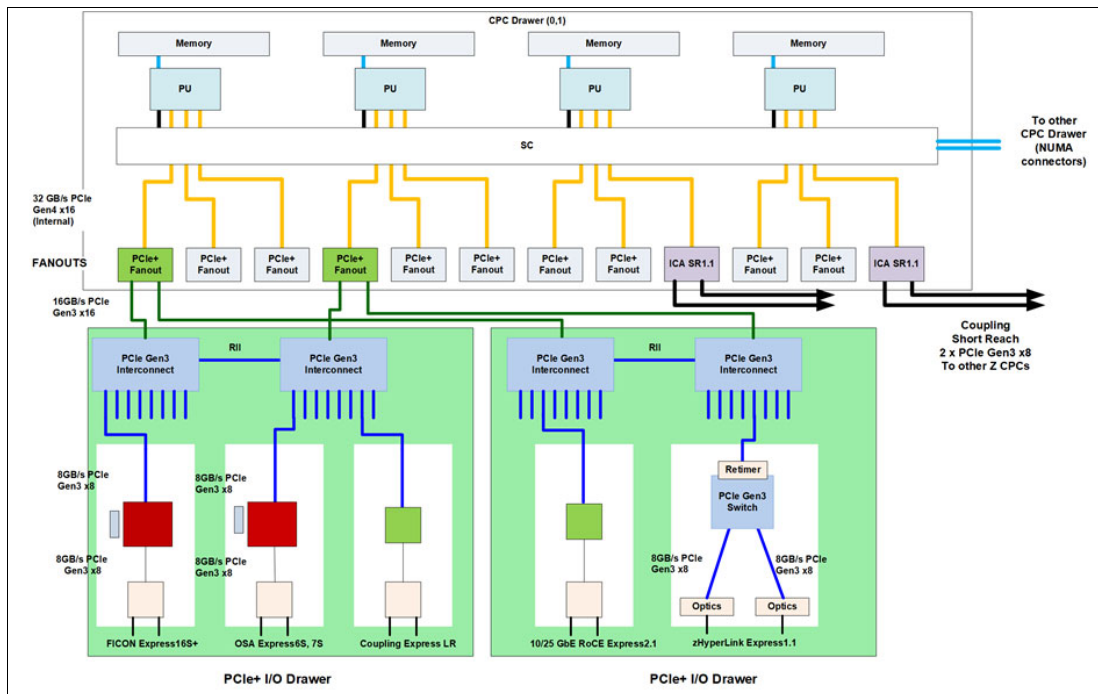 CPC Drawer (0,1)
Memory
Memory
Memory
Memory
PU
PU
PU
PU
SC
To other
CPC Drawer
(NUMA
connectors)
32 GB/s PCIe
Gen4 x16
(Internal)
FANOUTS
PCIe+
Fanout
PCIe+
Fanout
PCIe+
Fanout
PCIe+
Fanout
PCIe+
Fanout
PCIe+
Fanout
PCIe+
Fanout
PCIe+
Fanout
ICA SR1.1
PCIe+
Fanout
PCIe+
Fanout
ICA SR1.1
16GB/s PCIe
Gen3 x16
Coupling
Short Reach
2 x PCIe Gen3 x8
To other Z CPCs
PCIe Gen3
Interconnect
RII
PCIe Gen3
Interconnect
PCIe Gen3
Interconnect
RII
PCIe Gen3
Interconnect
8GB/s PCIe
Gen3 x8
8GB/s PCIe
Gen3 x8
Retimer
PCIe Gen3
Switch
8GB/s PCIe
Gen3 x8
8GB/s PCIe
Gen3 x8
8GB/s PCIe
Gen3 x8
8GB/s PCIe
Gen3 x8
Optics
Optics
FICON Express16S+
OSA Express6S, 7S
Coupling Express LR
10/25 GbE RoCE Express2.1
zHyperLink Express1.1
PCIe+ I/O Drawer
PCIe+ I/O Drawer